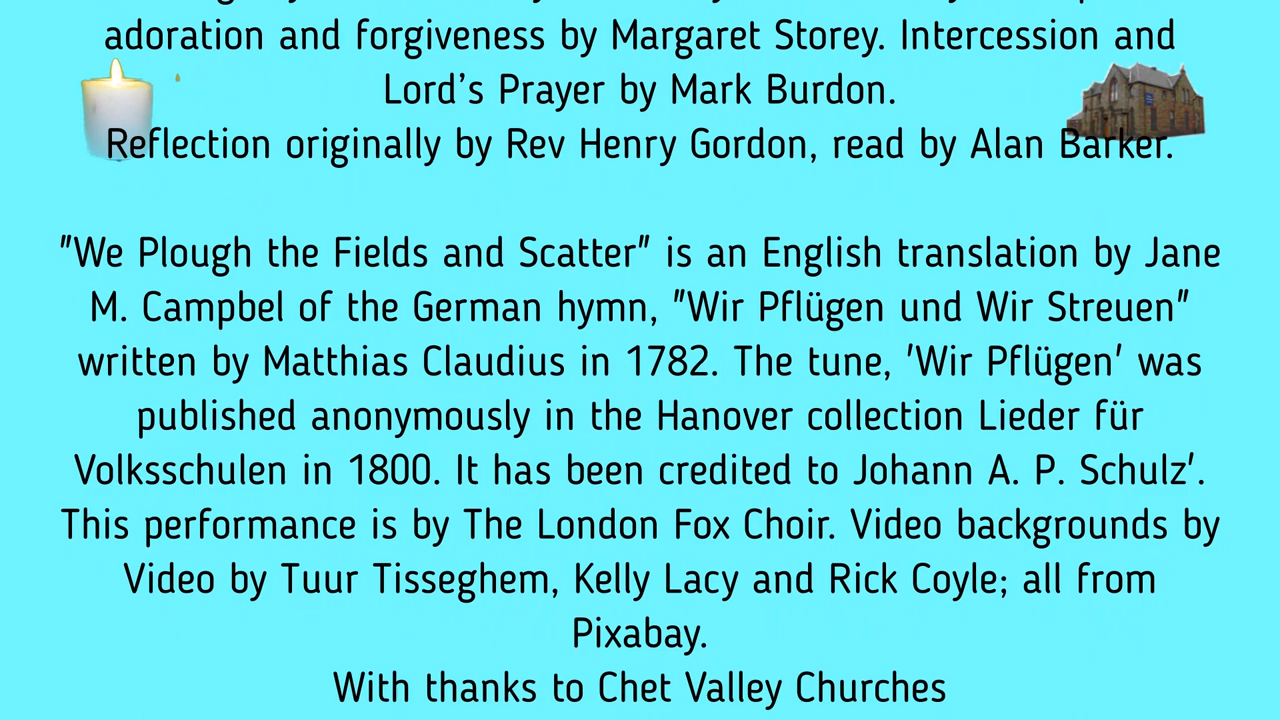 adoration and forgiveness by Margaret Storey. Intercession and
Lord’s Prayer by Mark Burdon.
Reflection originally by Rev Henry Gordon, read by Alan Barker.
"We Plough the Fields and Scatter" is an English translation by Jane
M. Campbel of the German hymn, "Wir Pflügen und Wir Streuen"
written by Matthias Claudius in 1782. The tune, 'Wir Pflügen' was
published anonymously in the Hanover collection Lieder für
Volksschulen in 1800. It has been credited to Johann A. P. Schulz'.
This performance is by The London Fox Choir. Video backgrounds by
Video by Tuur Tisseghem, Kelly Lacy and Rick Coyle; all from
Pixabay.
With thanks to Chet Valley Churches